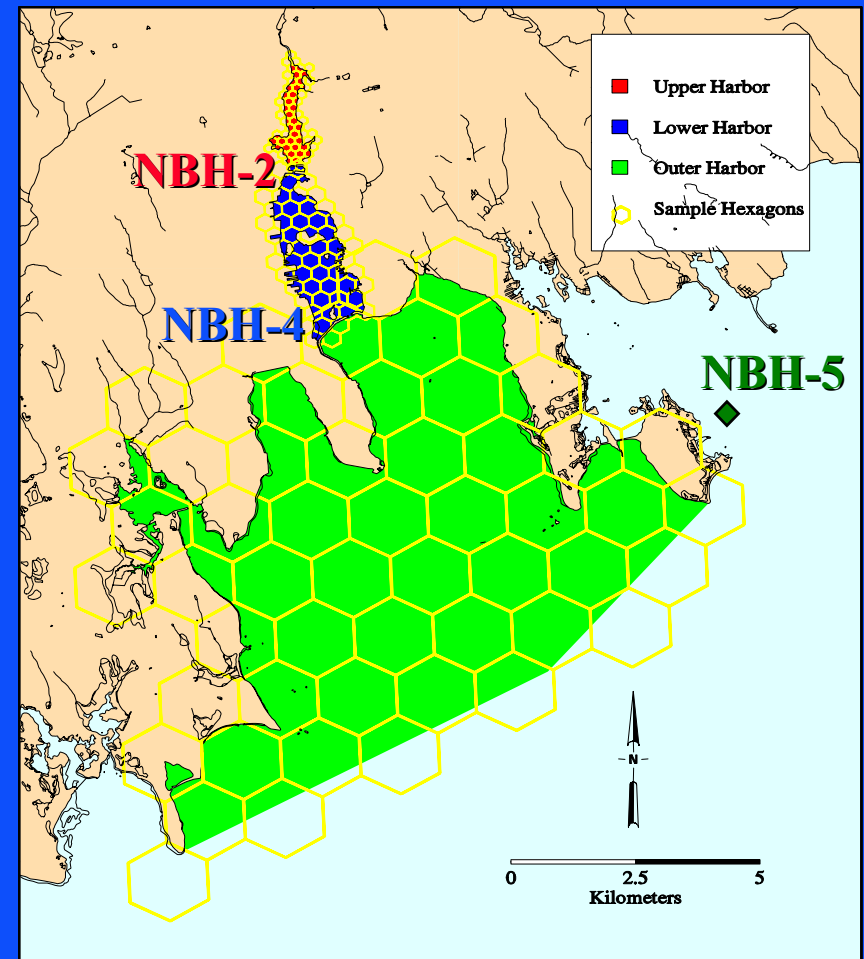 Upper Harbor
Lower Harbor
Outer Harbor
Sample Hexagons
NBH-2
NBH-4
NBH-5
N
0 2.5 5
Kilometers